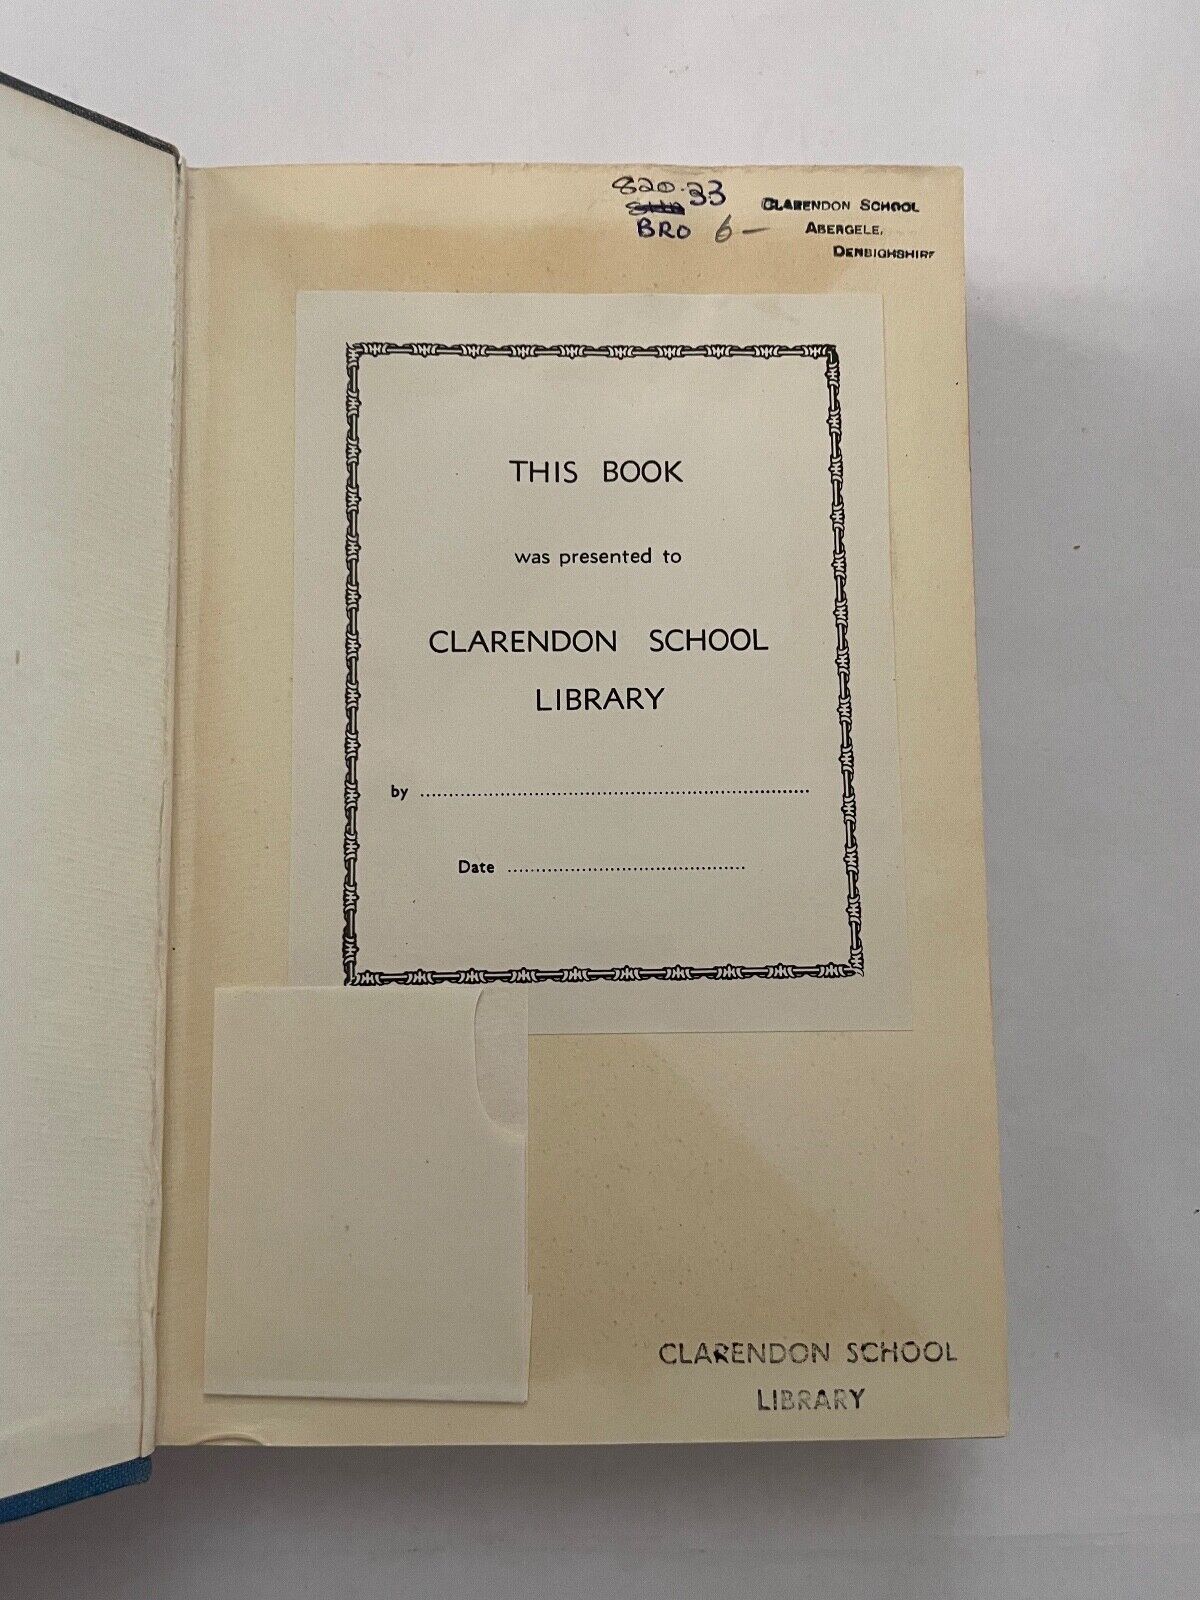 820.33
BRO 6-
CLARENDON SCHOOL
ABERGELE,
DENBIGHSHIRE
THIS BOOK
was presented to
CLARENDON SCHOOL
LIBRARY
by ......................................................................
Date ..........................................
CLARENDON SCHOOL
LIBRARY